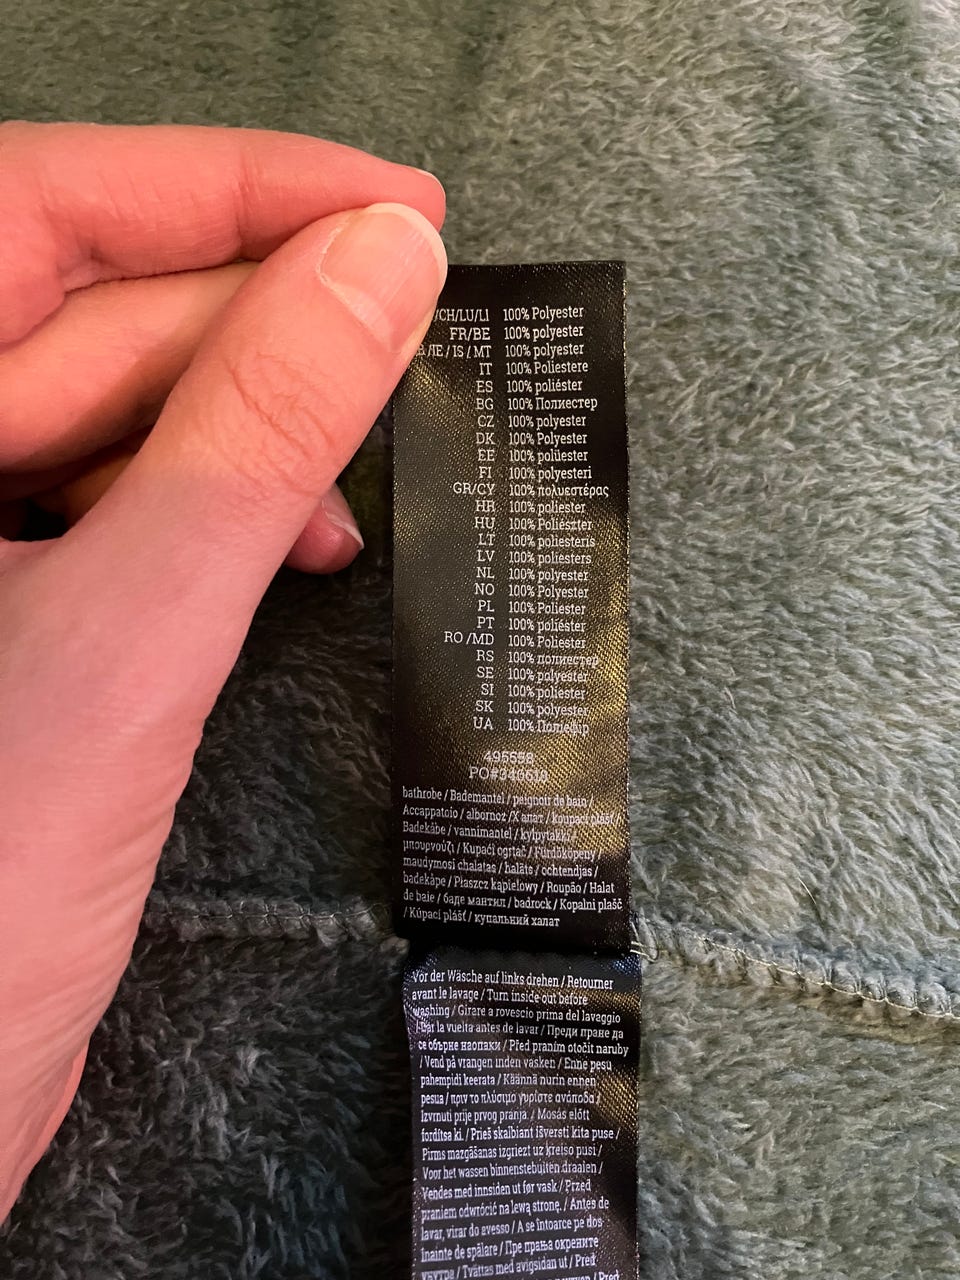 /CH/LU/LI 100% Polyester
FR/BE 100% polyester
/IE / IS / MT 100% polyester
IT 100% Poliestere
ES 100% poliéster
BG 100% Полиестер
CZ 100% polyester
DK 100% Polyester
EE 100% polüester
FI 100% polyesteri
GR/CY 100% πολυεστέρας
HR 100% poliester
HU 100% Poliészter
LT 100% poliesteris
LV 100% poliesters
NL 100% polyester
NO 100% Polyester
PL 100% Poliester
PT 100% poliéster
RO /MD 100% Poliester
RS 100% полиестер
SE 100% polyester
SI 100% poliester
SK 100% polyester
UA 100% Поліефір
495558
PO#340618
bathrobe / Bademantel / peignoir de bain /
Accappatoio / albornoz / Х алат / koupací plášť /
Badekåbe / vannimantel / kylpytakki /
μπουρνούζι / Kupaći ogrtač / Fürdőköpeny /
maudymosi chalatas / halāts / ochtendjas /
badekåpe / Płaszcz kąpielowy / Roupão / Halat
de baie / баде мантил / badrock / Kopalni plašč
/ Kúpací plášť / купальний халат
Vor der Wäsche auf links drehen / Retourner
avant le lavage / Turn inside out before
washing / Girare a rovescio prima del lavaggio
/ Dar la vuelta antes de lavar / Преди пране да
се обърне наопаки / Před praním otočit naruby
/ Vend på vrangen inden vasken / Enne pesu
pahempidi keerata / Käännä nurin ennen
pesua / πριν το πλύσιμο γυρίστε ανάποδα /
Izvrnuti prije prvog pranja. / Mosás előtt
fordítsa ki. / Prieš skalbiant išversti kita puse /
Pirms mazgāšanas izgriezt uz kreiso pusi /
Voor het wassen binnenstebuiten draaien /
Vendes med innsiden ut før vask / Przed
praniem odwrócić na lewą stronę. / Antes de
lavar, virar do avesso / A se întoarce pe dos
înainte de spălare / Пре прања окрените
унутре / Tvättas med avigsidan ut / Pred